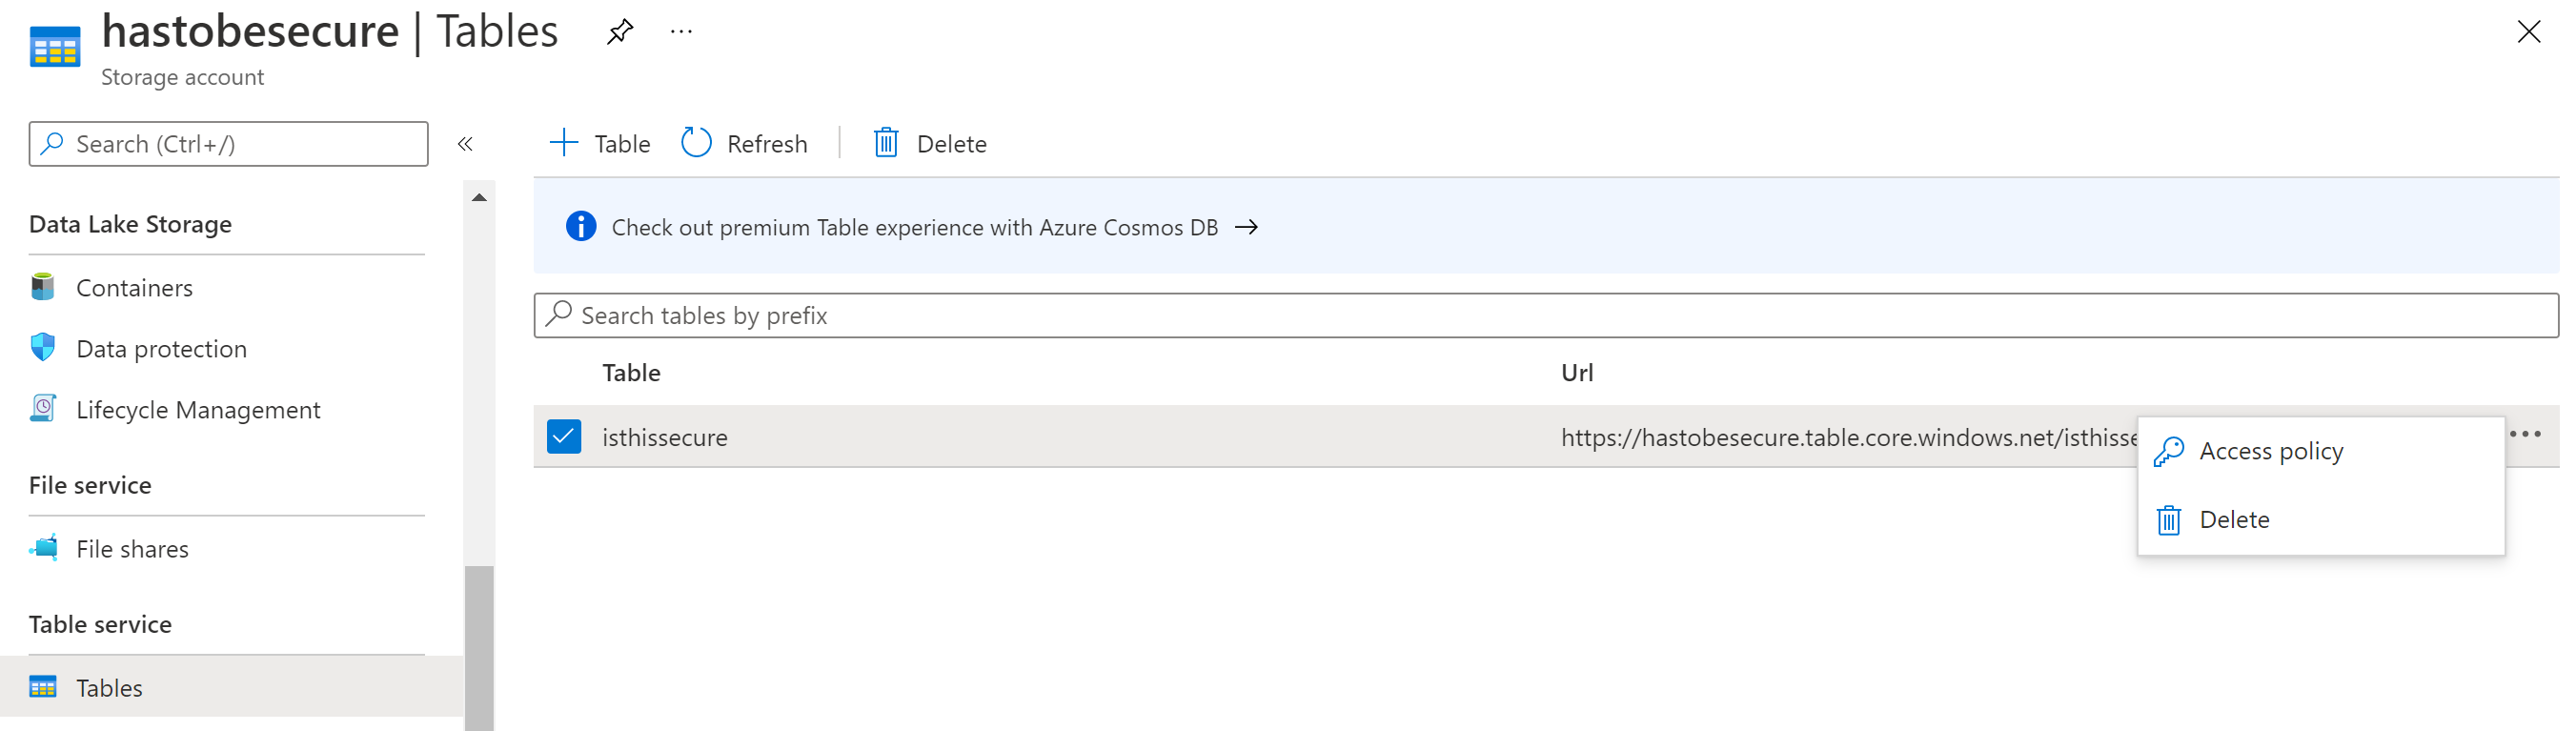 hastobesecure | Tables
Storage account
Search (Ctrl+/)
Table
Refresh
Delete
Data Lake Storage
Containers
Data protection
Lifecycle Management
File service
File shares
Table service
Tables
Check out premium Table experience with Azure Cosmos DB
Search tables by prefix
Table
Url
isthissecure
https://hastobesecure.table.core.windows.net/isthisse
Access policy
Delete